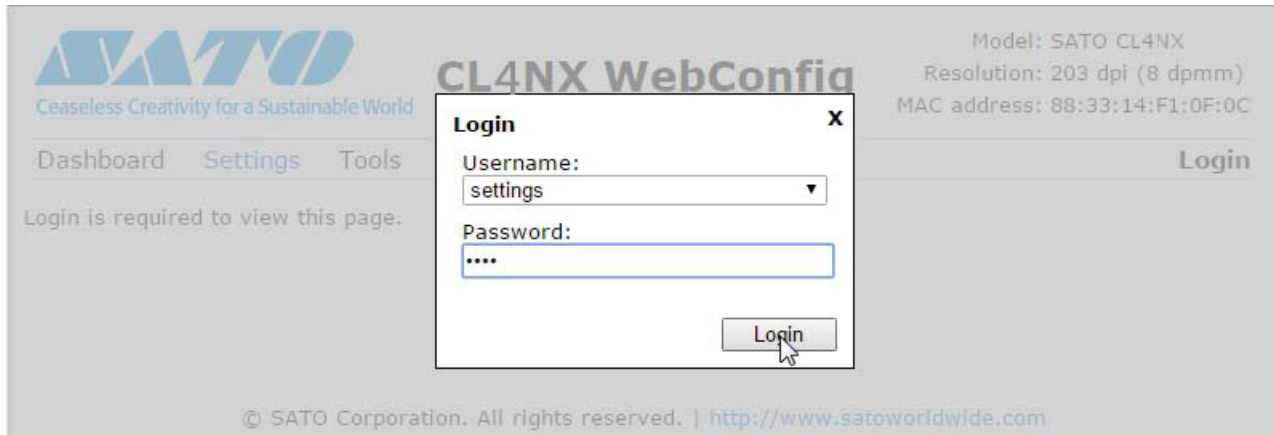 SATO
Ceaseless Creativity for a Sustainable World
CL4NX WebConfig
Model: SATO CL4NX
Resolution: 203 dpi (8 dpmm)
MAC address: 88:33:14:F1:0F:0C
Dashboard Settings Tools
Login
Login is required to view this page.
Login X
Username:
settings
Password:
••••
Login
© SATO Corporation. All rights reserved. | http://www.satoworldwide.com